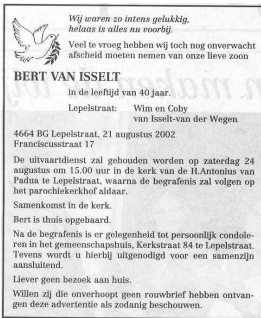 Wij waren zo intens gelukkig,
helaas is alles nu voorbij.
Veel te vroeg hebben wij toch nog onverwacht
afscheid moeten nemen van onze lieve zoon
BERT VAN ISSELT
in de leeftijd van 40 jaar.
Lepelstraat: Wim en Coby
van Isselt-van der Wegen
4664 BG Lepelstraat, 21 augustus 2002
Franciscusstraat 17
De uitvaartdienst zal gehouden worden op zaterdag 24
augustus om 15.00 uur in de kerk van de H.Antonius van
Padua te Lepelstraat, waarna de begrafenis zal volgen op
het parochiekerkhof aldaar.
Samenkomst in de kerk.
Bert is thuis opgebaard.
Na de begrafenis is er gelegenheid tot persoonlijk condole-
ren in het gemeenschapshuis, Kerkstraat 84 te Lepelstraat.
Tevens wordt u hierbij uitgenodigd voor een samenzijn
aansluitend.
Liever geen bezoek aan huis.
Willen zij die onverhoopt geen rouwbrief hebben ontvan-
gen deze advertentie als zodanig beschouwen.